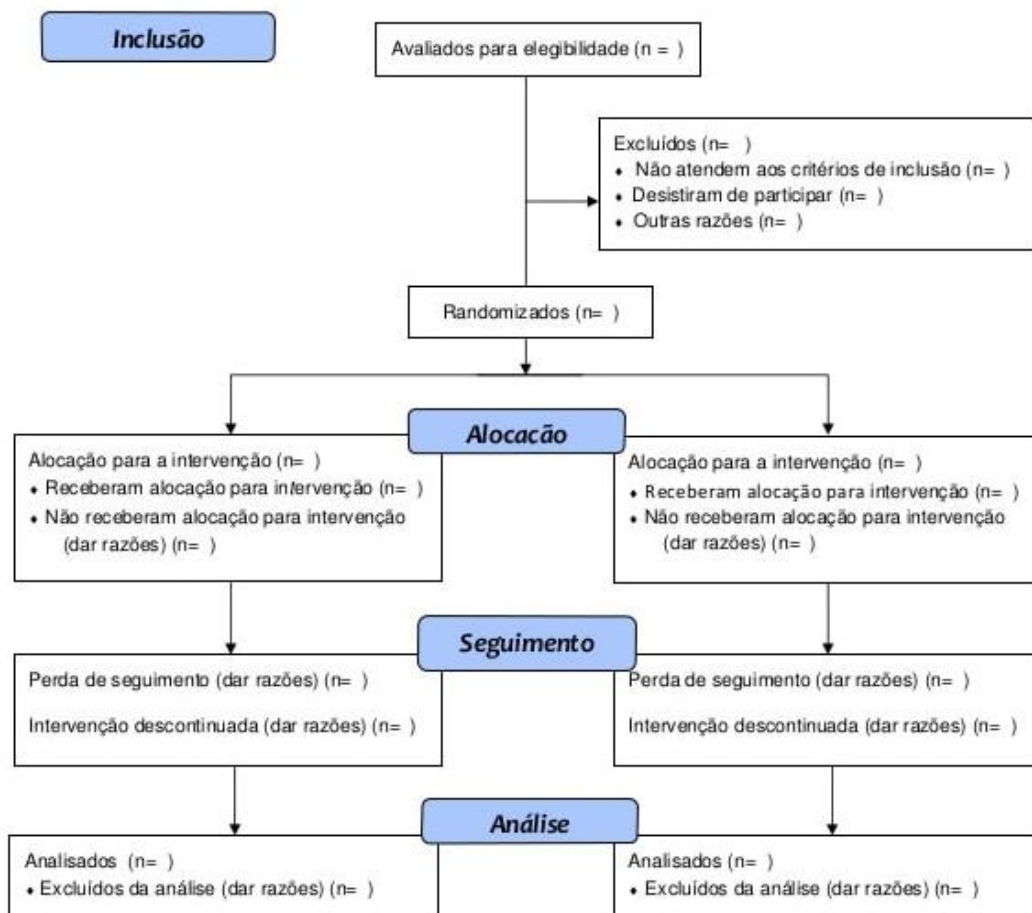 Inclusão
Avaliados para elegibilidade (n = )
Excluídos (n= )
♦ Não atendem aos critérios de inclusão (n= )
♦ Desistiram de participar (n= )
♦ Outras razões (n= )
Randomizados (n= )
Alocacão
Alocação para a intervenção (n= )
♦ Receberam alocação para intervenção (n= )
♦ Não receberam alocação para intervenção
(dar razões) (n= )
Alocação para a intervenção (n= )
♦ Receberam alocação para intervenção (n= )
♦ Não receberam alocação para intervenção
(dar razões) (n= )
Seguimento
Perda de seguimento (dar razões) (n= )
Intervenção descontinuada (dar razões) (n= )
Perda de seguimento (dar razões) (n= )
Intervenção descontinuada (dar razões) (n= )
Análise
Analisados (n= )
♦ Excluídos da análise (dar razões) (n= )
Analisados (n= )
♦ Excluídos da análise (dar razões) (n= )